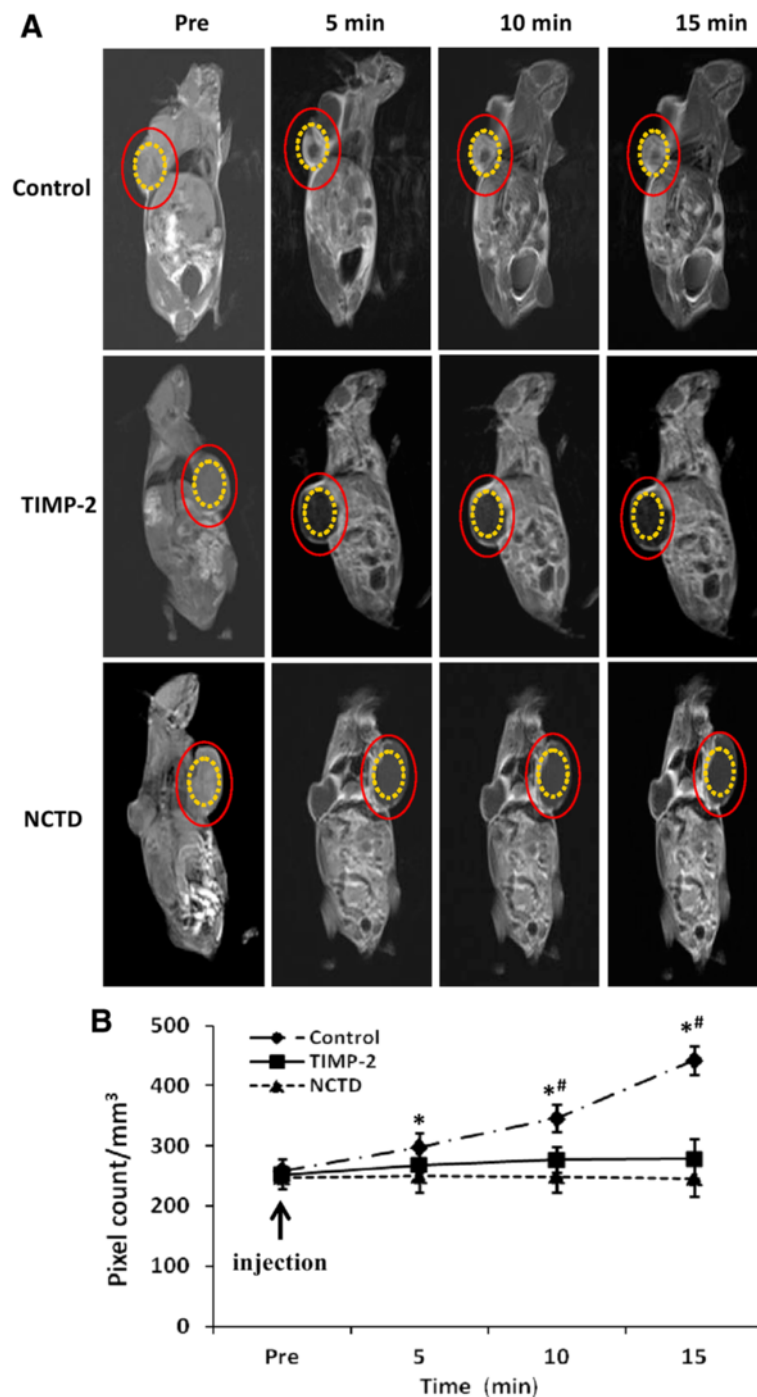 A
Pre 5 min 10 min 15 min
Control
TIMP-2
NCTD
B
500
400
300
200
100
0
Pixel count/mm³
Control
TIMP-2
NCTD
*
*#
*#
injection
Pre 5 10 15
Time (min)